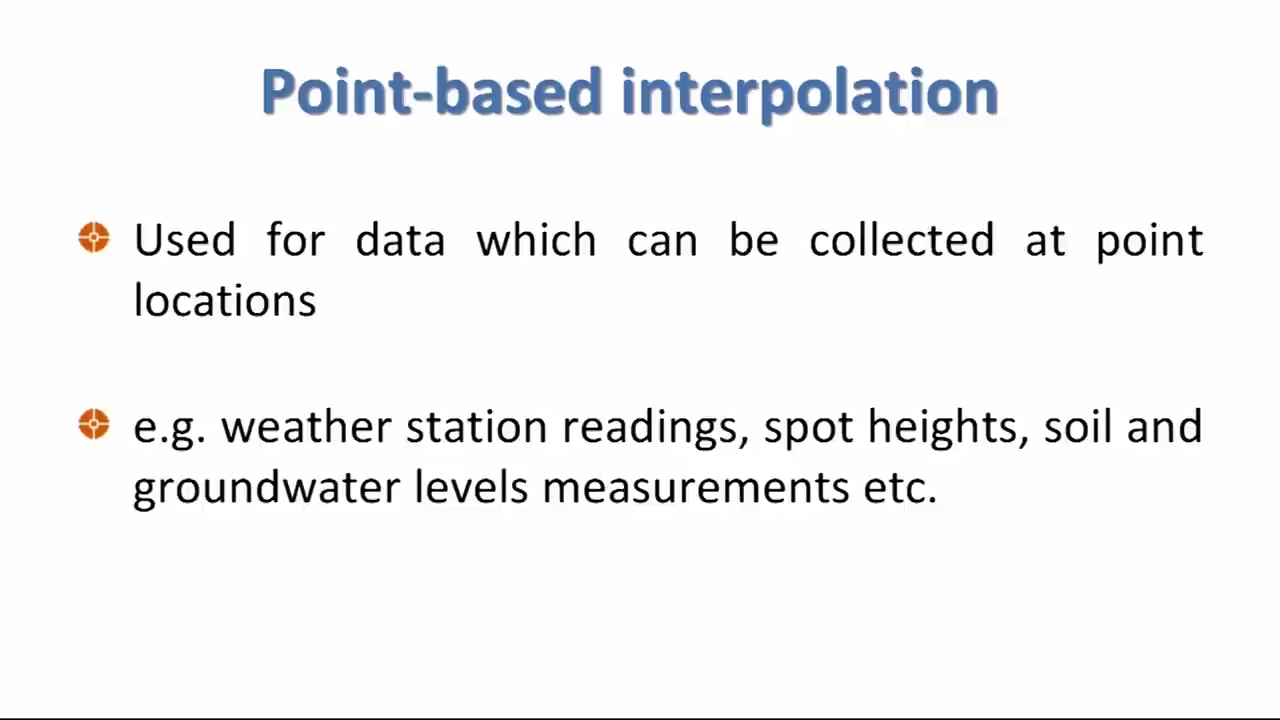 Point-based interpolation
Used for data which can be collected at point
locations
e.g. weather station readings, spot heights, soil and
groundwater levels measurements etc.